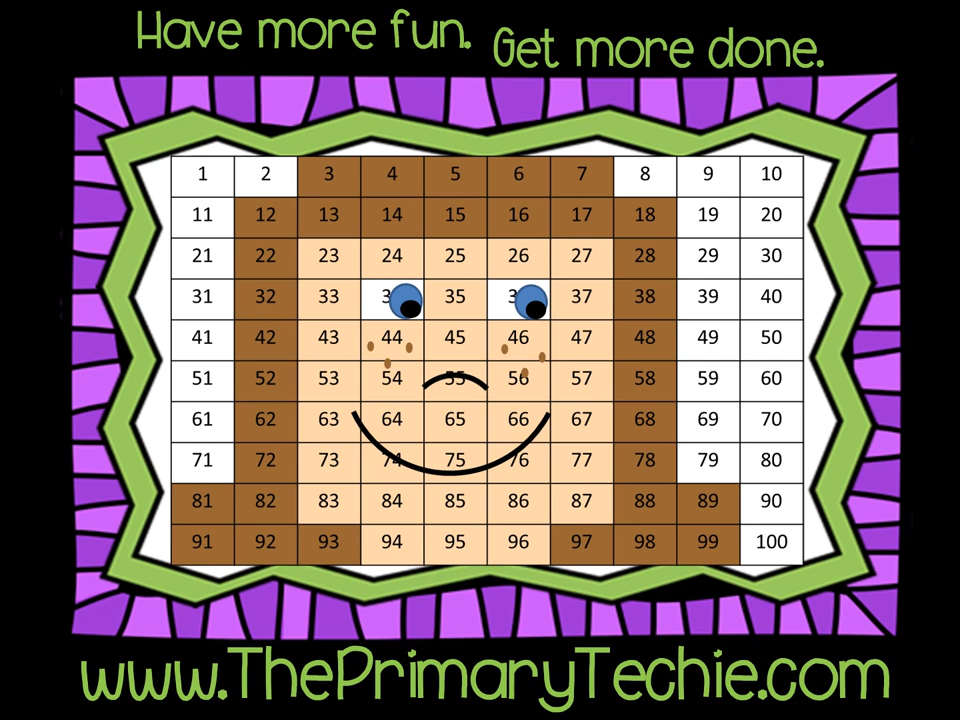 Have more fun. Get more done.
1 2 3 4 5 6 7 8 9 10
11 12 13 14 15 16 17 18 19 20
21 22 23 24 25 26 27 28 29 30
31 32 33 35 37 38 39 40
41 42 43 44 45 46 47 48 49 50
51 52 53 54 55 56 57 58 59 60
61 62 63 64 65 66 67 68 69 70
71 72 73 74 75 76 77 78 79 80
81 82 83 84 85 86 87 88 89 90
91 92 93 94 95 96 97 98 99 100
www.ThePrimaryTechie.com